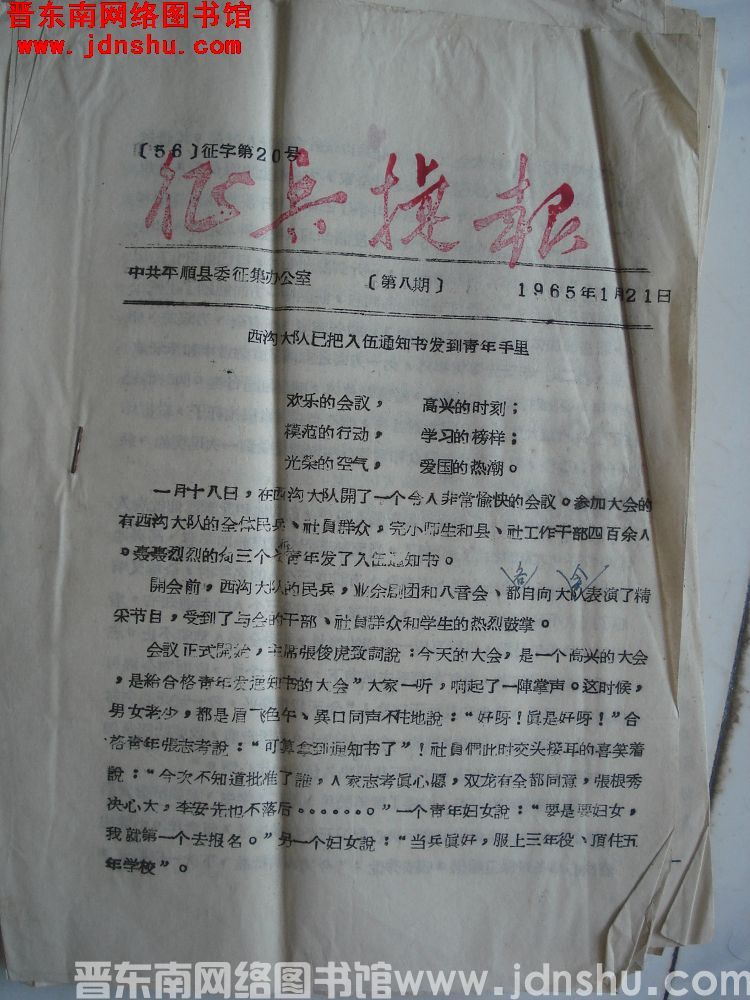 晋东南网络图书馆
www.jdnshu.com
〔56〕征字第20号
征兵捷报
中共平順县委征集办公室 〔第八期〕 1965年1月21日
西沟大队已把入伍通知书发到青年手里
欢乐的会議， 高兴的时刻；
模范的行动， 学习的榜样；
光荣的空气， 爱国的热潮。
一月十八日，在西沟大队開了一个令人非常愉快的会議。参加大会的
有西沟大队的全体民兵、社員群众，完小师生和县、社工作干部四百余人
。轰轰烈烈的向三个青年发了入伍通知书。
各 会
開会前，西沟大队的民兵，业余剧团和八音会、都自向大队表演了精
采节目，受到了与会的干部、社員群众和学生的热烈鼓掌。
会议正式開始，主席張俊虎致詞說：今天的大会，是一个高兴的大会
，是給合格青年发通知书的大会”大家一听，响起了一陣掌声。这时候，
男女老少，都是眉飞色午、異口同声不住地說：“好呀！眞是好呀！”合
格青年張志考說：“可算拿到通知书了”！社員們此时交头接耳的喜笑着
說：“今次不知道批准了誰，人家志考眞心愿，双龙有全部同意，張根秀
决心大，李安先也不落后。。。。。。。”一个青年妇女說：“要是要妇女，
我就第一个去报名。”另一个妇女說：“当兵眞好，服上三年役、頂住五
年学校”。
晋东南网络图书馆www.jdnshu.com